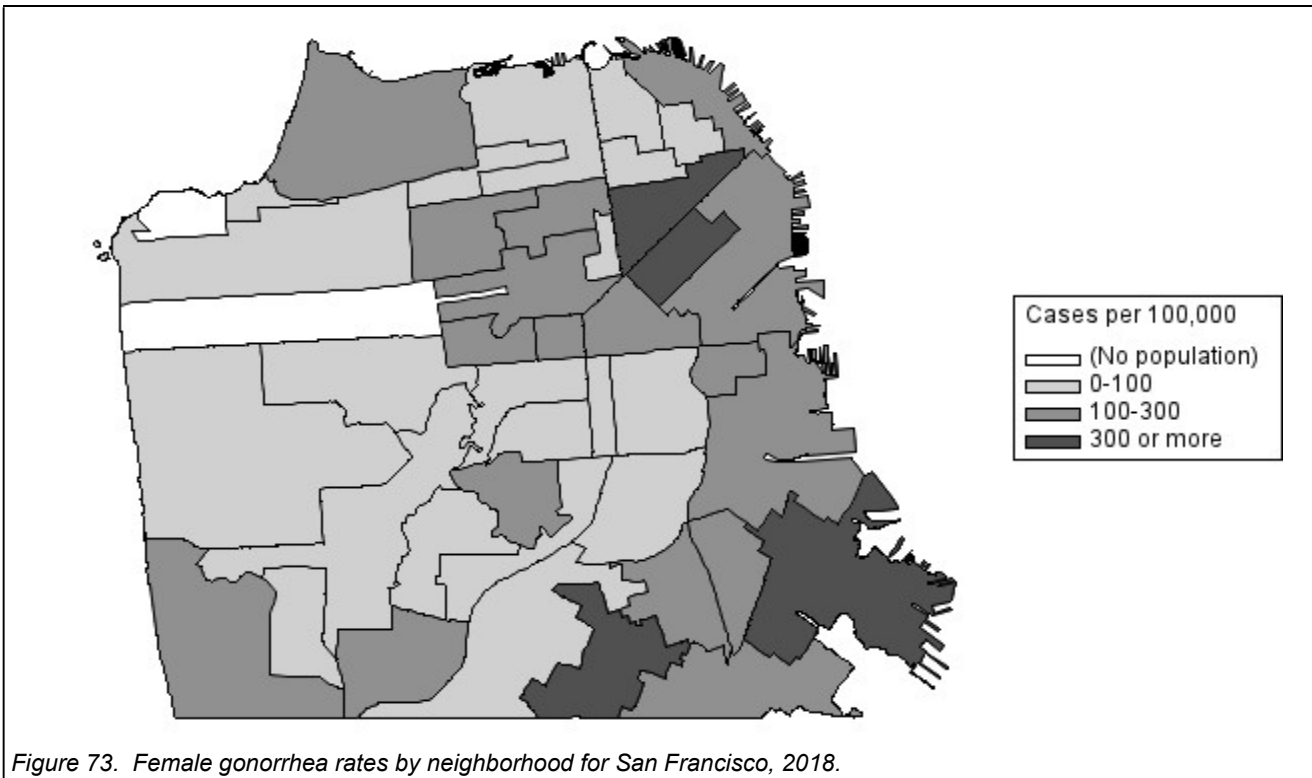 Cases per 100,000
(No population)
0-100
100-300
300 or more
Figure 73. Female gonorrhea rates by neighborhood for San Francisco, 2018.